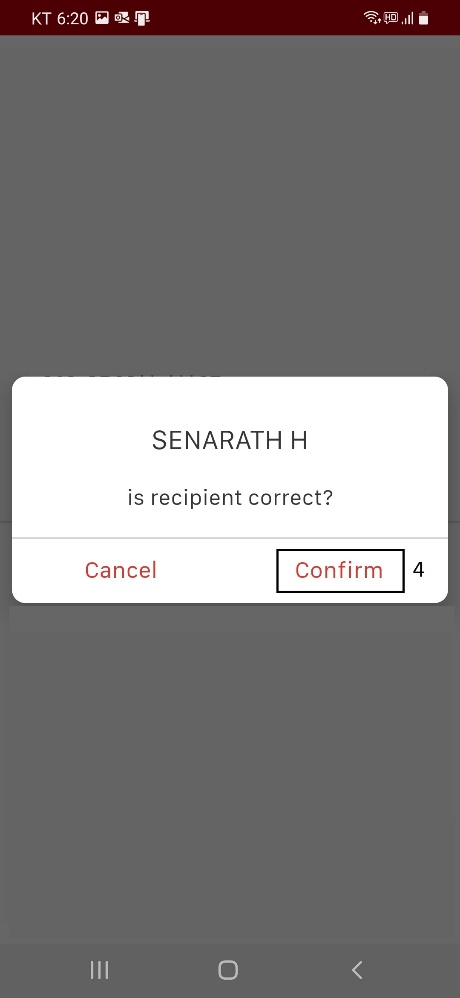 KT 6:20
SENARATH H
is recipient correct?
Cancel
Confirm 4